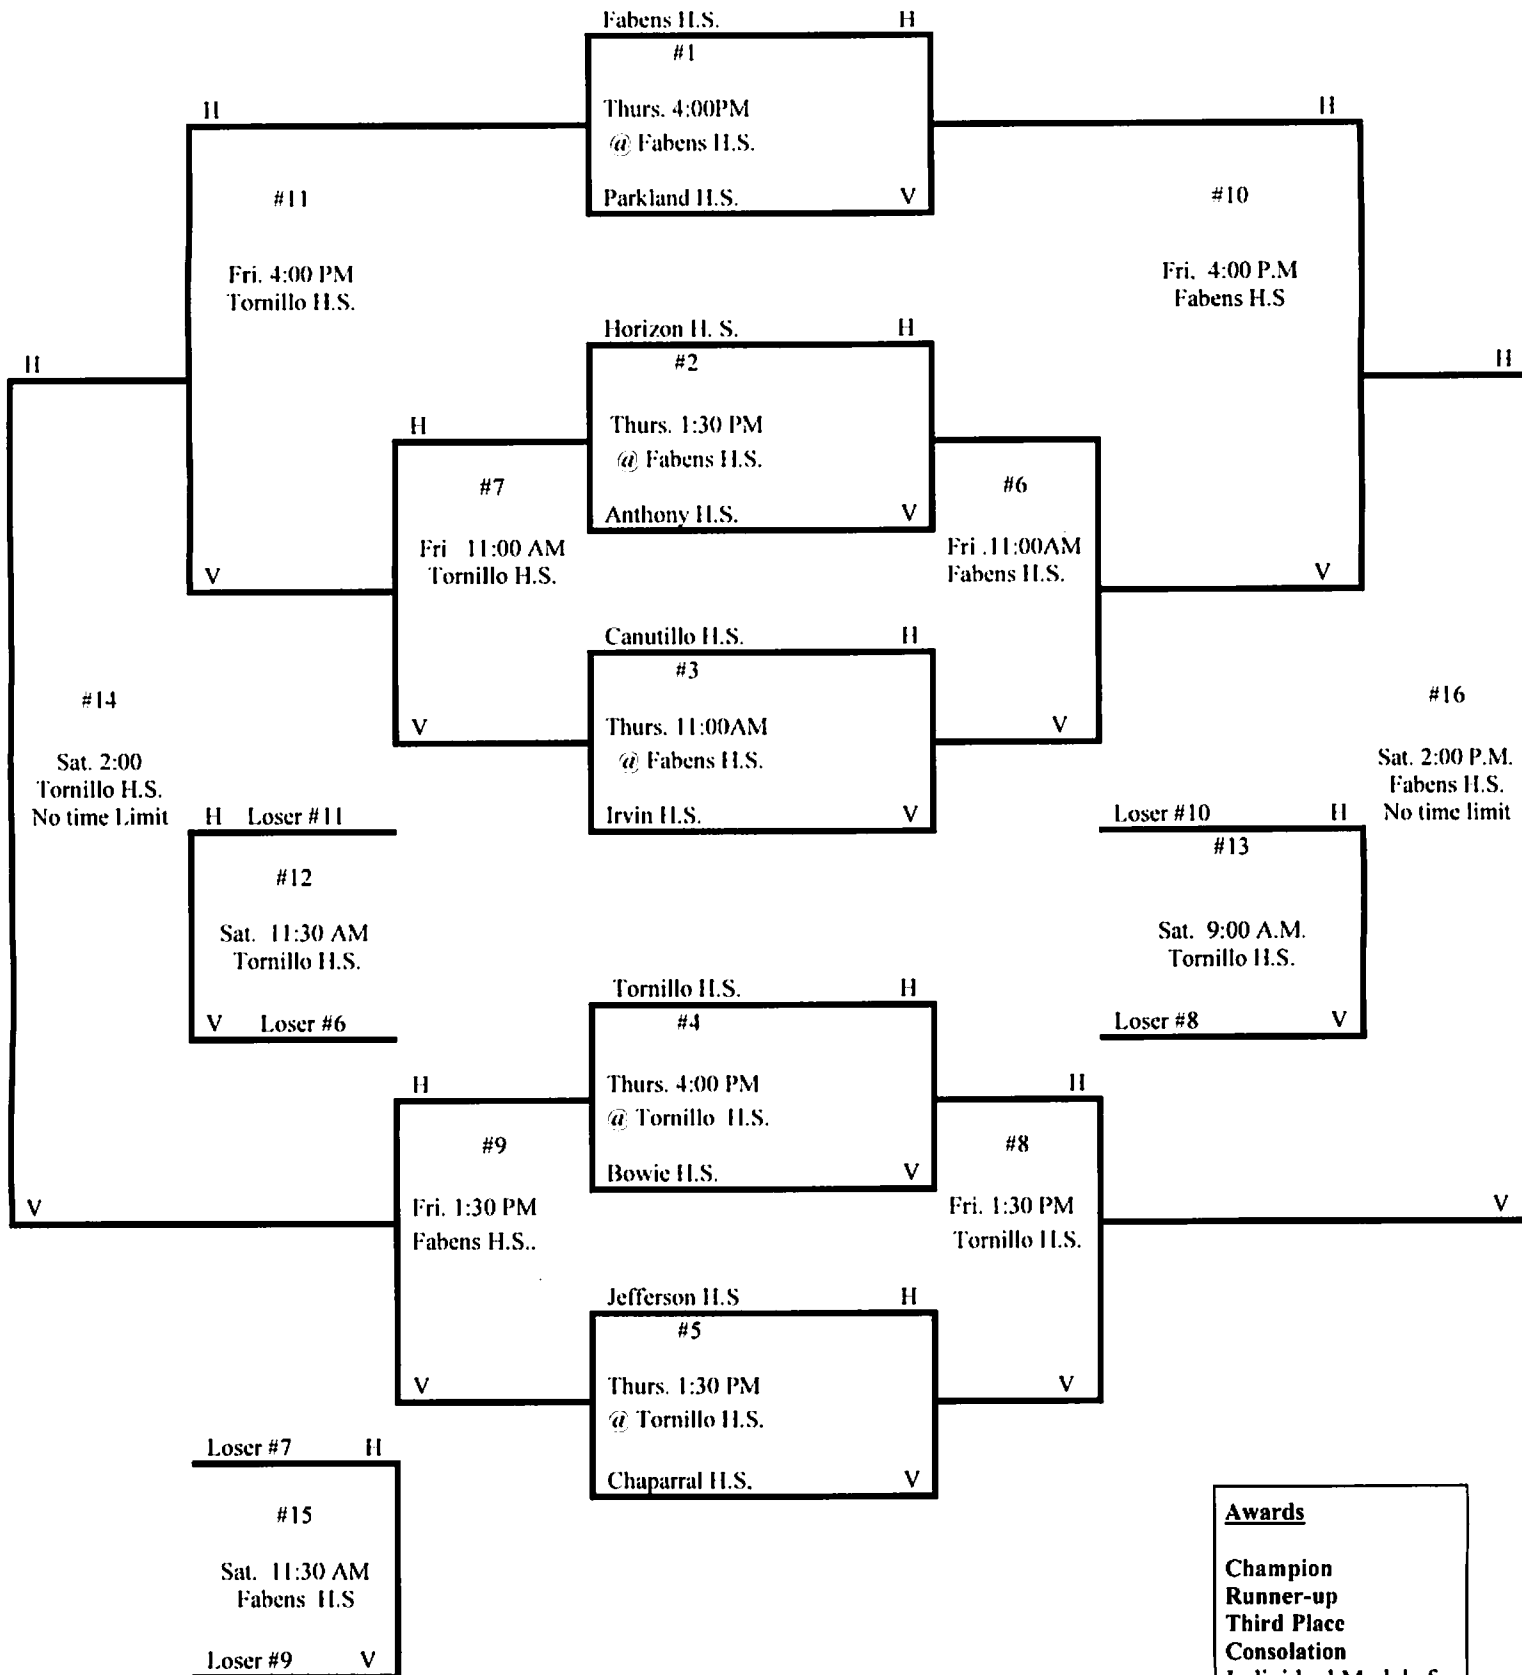 Fabens H.S. H
#1
Thurs. 4:00PM
@ Fabens H.S.
Parkland H.S. V
H
#11
Fri. 4:00 PM
Tornillo H.S.
V
H
#10
Fri. 4:00 P.M
Fabens H.S
V
Horizon H. S. H
#2
Thurs. 1:30 PM
@ Fabens H.S.
Anthony H.S. V
H
#7
Fri 11:00 AM
Tornillo H.S.
V
#6
Fri .11:00AM
Fabens H.S.
V
Canutillo H.S. H
#3
Thurs. 11:00AM
@ Fabens H.S.
Irvin H.S. V
H
#14
Sat. 2:00
Tornillo H.S.
No time Limit
V
H
#16
Sat. 2:00 P.M.
Fabens H.S.
No time limit
V
H Loser #11
#12
Sat. 11:30 AM
Tornillo H.S.
V Loser #6
Loser #10 H
#13
Sat. 9:00 A.M.
Tornillo H.S.
Loser #8 V
Tornillo H.S. H
#4
Thurs. 4:00 PM
@ Tornillo H.S.
Bowie H.S. V
H
#9
Fri. 1:30 PM
Fabens H.S..
V
H
#8
Fri. 1:30 PM
Tornillo H.S.
V
Jefferson H.S H
#5
Thurs. 1:30 PM
@ Tornillo H.S.
Chaparral H.S. V
Loser #7 H
#15
Sat. 11:30 AM
Fabens H.S
Loser #9 V
Awards
Champion
Runner-up
Third Place
Consolation